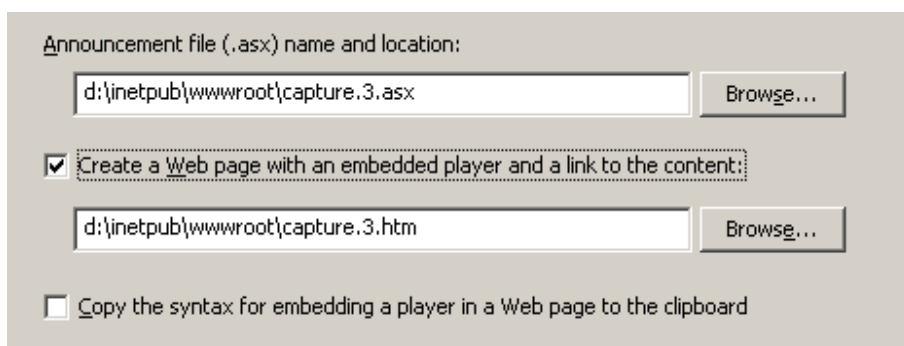 Announcement file (.asx) name and location:
d:\inetpub\wwwroot\capture.3.asx
Browse...
Create a Web page with an embedded player and a link to the content:
d:\inetpub\wwwroot\capture.3.htm
Browse...
Copy the syntax for embedding a player in a Web page to the clipboard